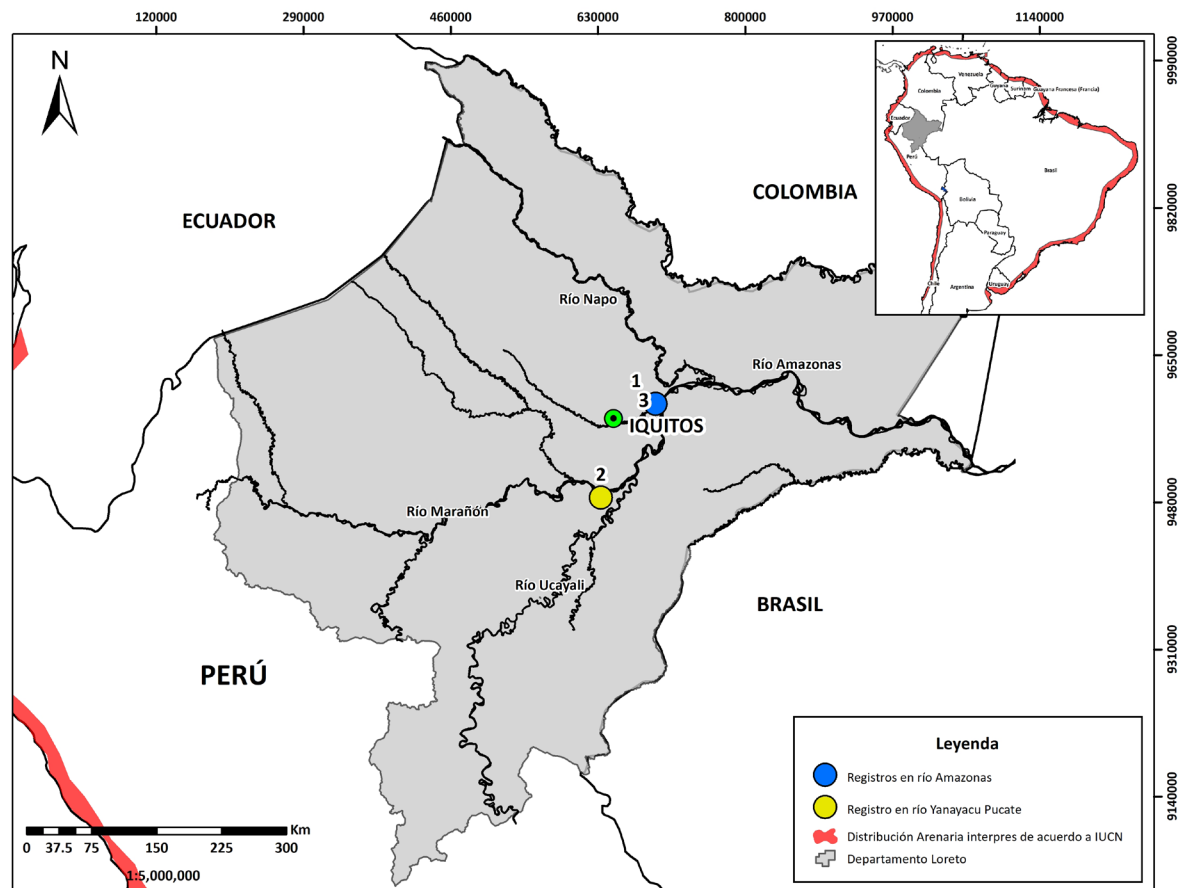 120000 290000 460000 630000 800000 970000 1140000
N
9990000
9820000
9650000
9480000
9310000
9140000
Venezuela
Guyana
Surinam
Guayana Francesa (Francia)
Colombia
Ecuador
Perú
Brasil
Bolivia
Paraguay
Chile
Argentina
Uruguay
COLOMBIA
ECUADOR
Río Napo
Río Amazonas
1
3
IQUITOS
2
Río Marañón
Río Ucayali
BRASIL
PERÚ
Leyenda
Registros en río Amazonas
Registro en río Yanayacu Pucate
Distribución Arenaria interpres de acuerdo a IUCN
Departamento Loreto
Km
0 37.5 75 150 225 300
1:5,000,000